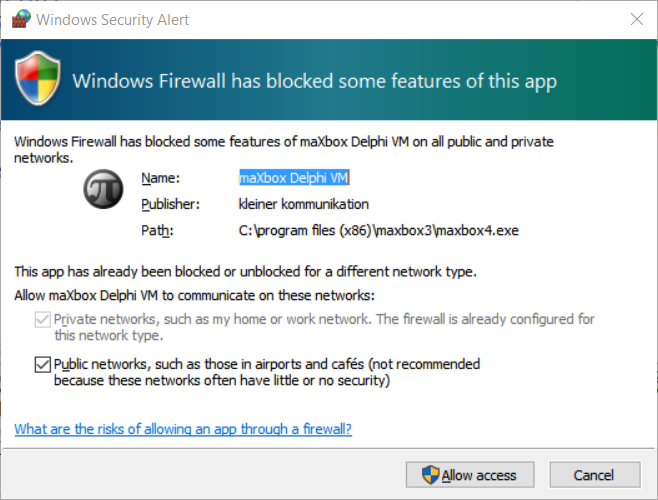 Windows Security Alert
Windows Firewall has blocked some features of this app
Windows Firewall has blocked some features of maXbox Delphi VM on all public and private
networks.
Name: maXbox Delphi VM
Publisher: kleiner kommunikation
Path: C:\program files (x86)\maxbox3\maxbox4.exe
This app has already been blocked or unblocked for a different network type.
Allow maXbox Delphi VM to communicate on these networks:
Private networks, such as my home or work network. The firewall is already configured for
this network type.
Public networks, such as those in airports and cafés (not recommended
because these networks often have little or no security)
What are the risks of allowing an app through a firewall?
Allow access Cancel